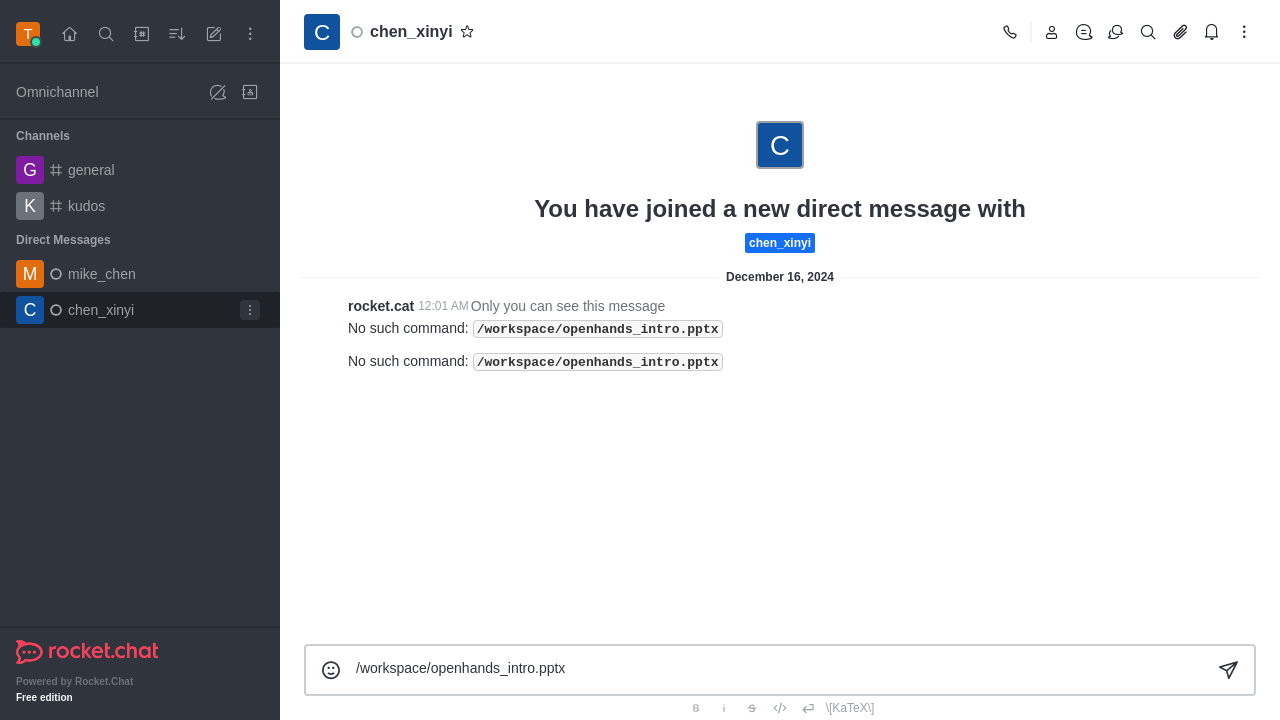 T
Omnichannel
Channels
G general
K kudos
Direct Messages
M mike_chen
C chen_xinyi
rocket.chat
Powered by Rocket.Chat
Free edition
C chen_xinyi
C
You have joined a new direct message with
chen_xinyi
December 16, 2024
rocket.cat 12:01 AM Only you can see this message
No such command: /workspace/openhands_intro.pptx
No such command: /workspace/openhands_intro.pptx
/workspace/openhands_intro.pptx
B i S \[KaTeX\]